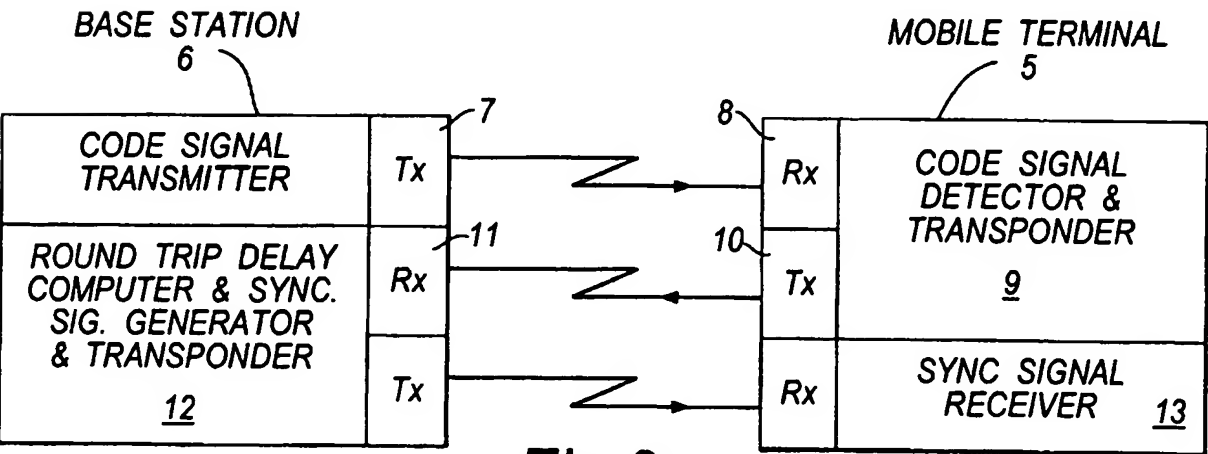 BASE STATION
6
MOBILE TERMINAL
5
CODE SIGNAL
TRANSMITTER
Tx
7
8
Rx
CODE SIGNAL
DETECTOR &
TRANSPONDER
9
ROUND TRIP DELAY
COMPUTER & SYNC.
SIG. GENERATOR
& TRANSPONDER
12
Rx
11
10
Tx
Tx
Rx
SYNC SIGNAL
RECEIVER
13